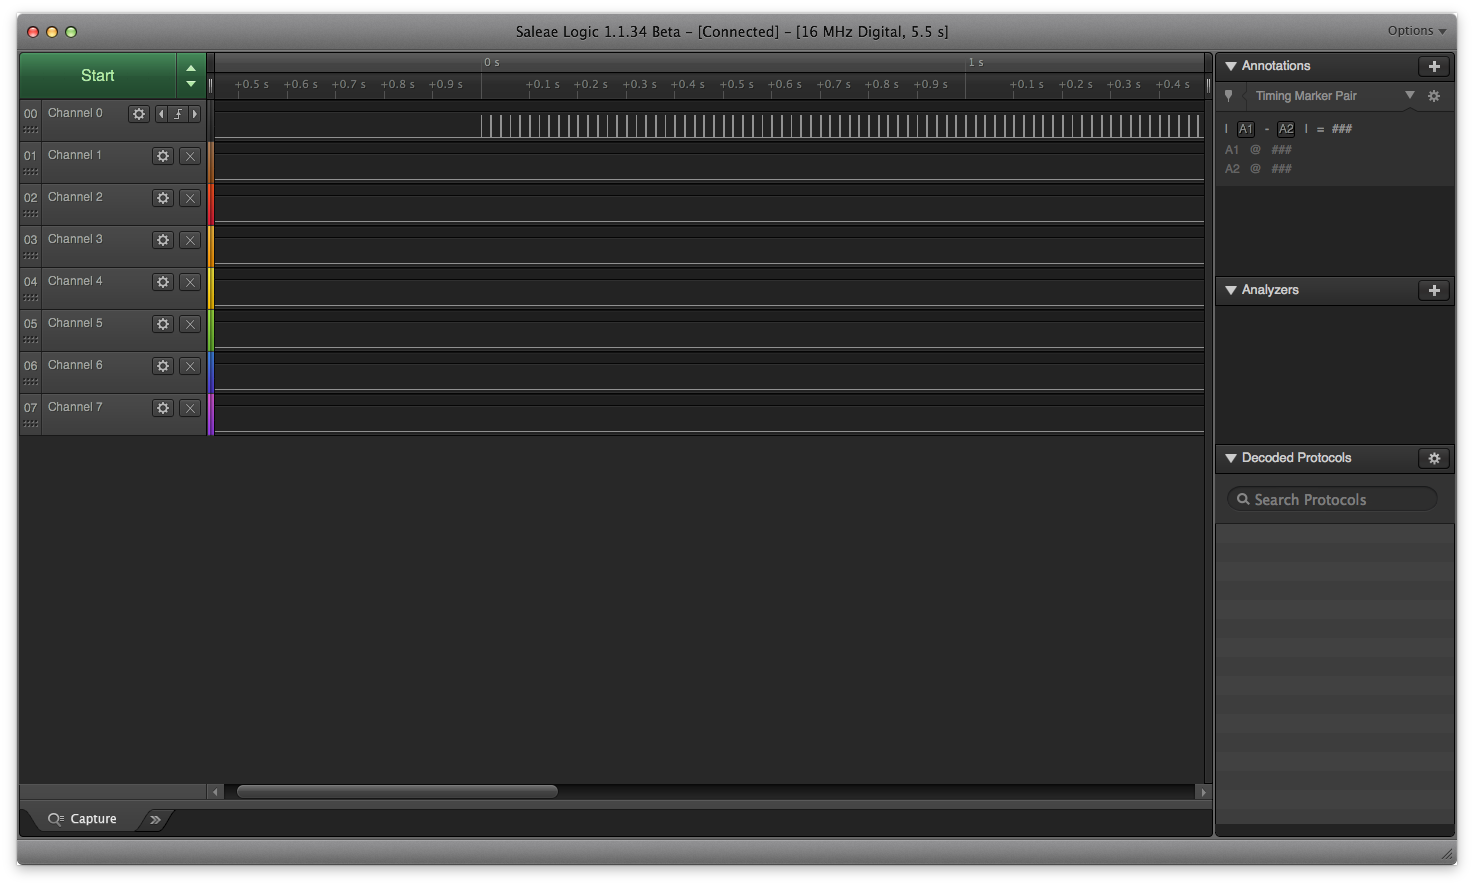 Saleae Logic 1.1.34 Beta – [Connected] – [16 MHz Digital, 5.5 s]
Options
Start
0 s
1 s
+0.5 s
+0.6 s
+0.7 s
+0.8 s
+0.9 s
+0.1 s
+0.2 s
+0.3 s
+0.4 s
+0.5 s
+0.6 s
+0.7 s
+0.8 s
+0.9 s
+0.1 s
+0.2 s
+0.3 s
+0.4 s
00 Channel 0
01 Channel 1
02 Channel 2
03 Channel 3
04 Channel 4
05 Channel 5
06 Channel 6
07 Channel 7
Annotations
Timing Marker Pair
| A1 - A2 | = ###
A1 @ ###
A2 @ ###
Analyzers
Decoded Protocols
Search Protocols
Capture